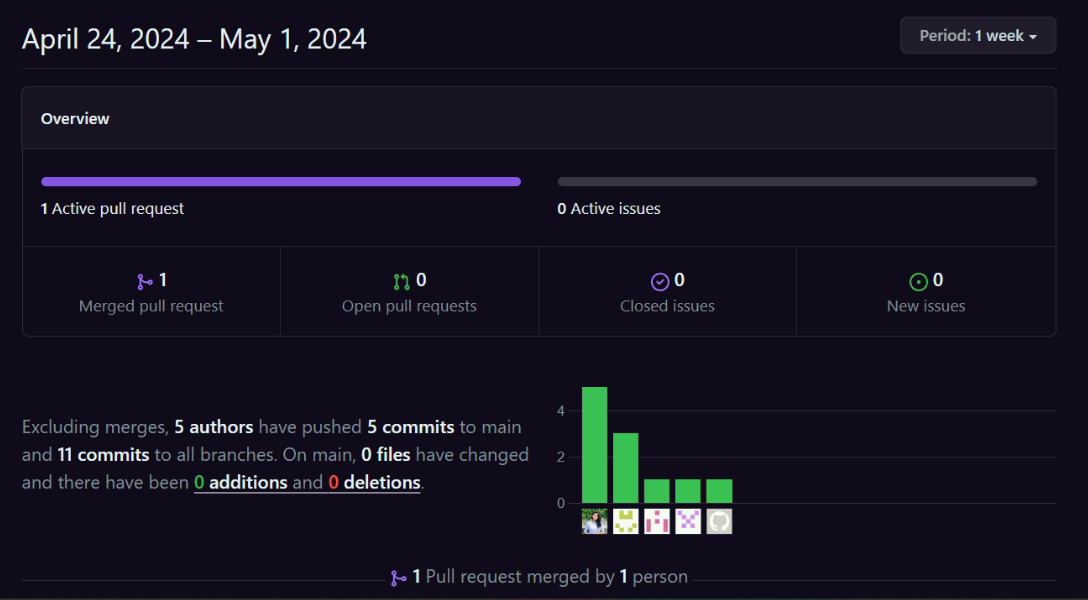 April 24, 2024 – May 1, 2024
Period: 1 week
Overview
1 Active pull request
0 Active issues
1
Merged pull request
0
Open pull requests
0
Closed issues
0
New issues
Excluding merges, 5 authors have pushed 5 commits to main
and 11 commits to all branches. On main, 0 files have changed
and there have been 0 additions and 0 deletions.
4
2
0
1 Pull request merged by 1 person